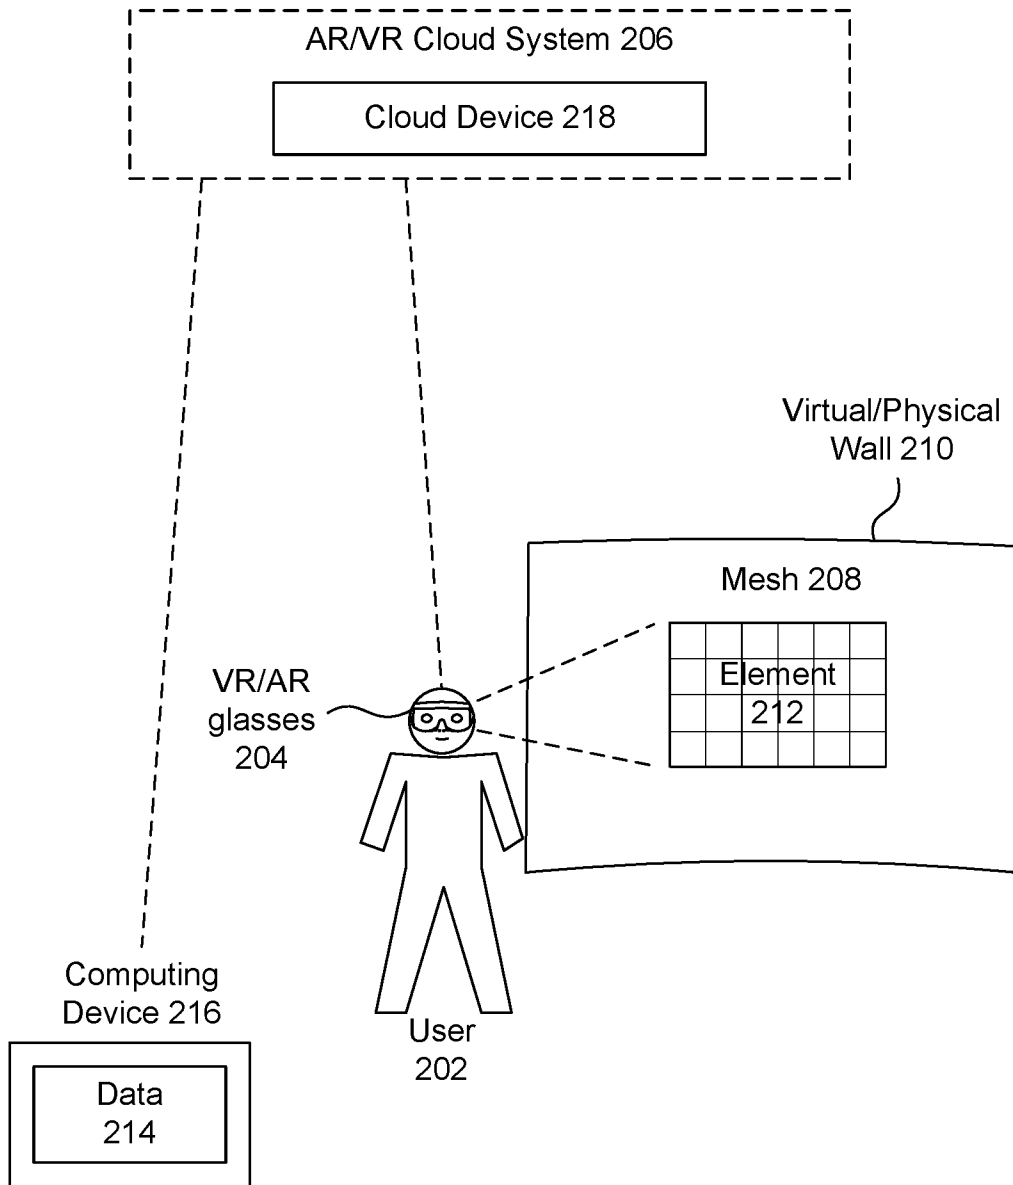 AR/VR Cloud System 206
Cloud Device 218
Virtual/Physical
Wall 210
Mesh 208
Element
212
VR/AR
glasses
204
Computing
Device 216
User
202
Data
214